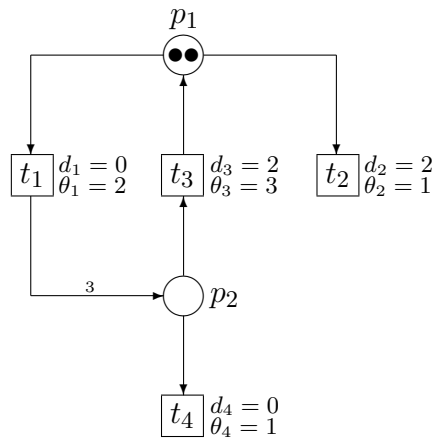 p₁
t₁ d₁ = 0 θ₁ = 2
t₃ d₃ = 2 θ₃ = 3
t₂ d₂ = 2 θ₂ = 1
3
p₂
t₄ d₄ = 0 θ₄ = 1